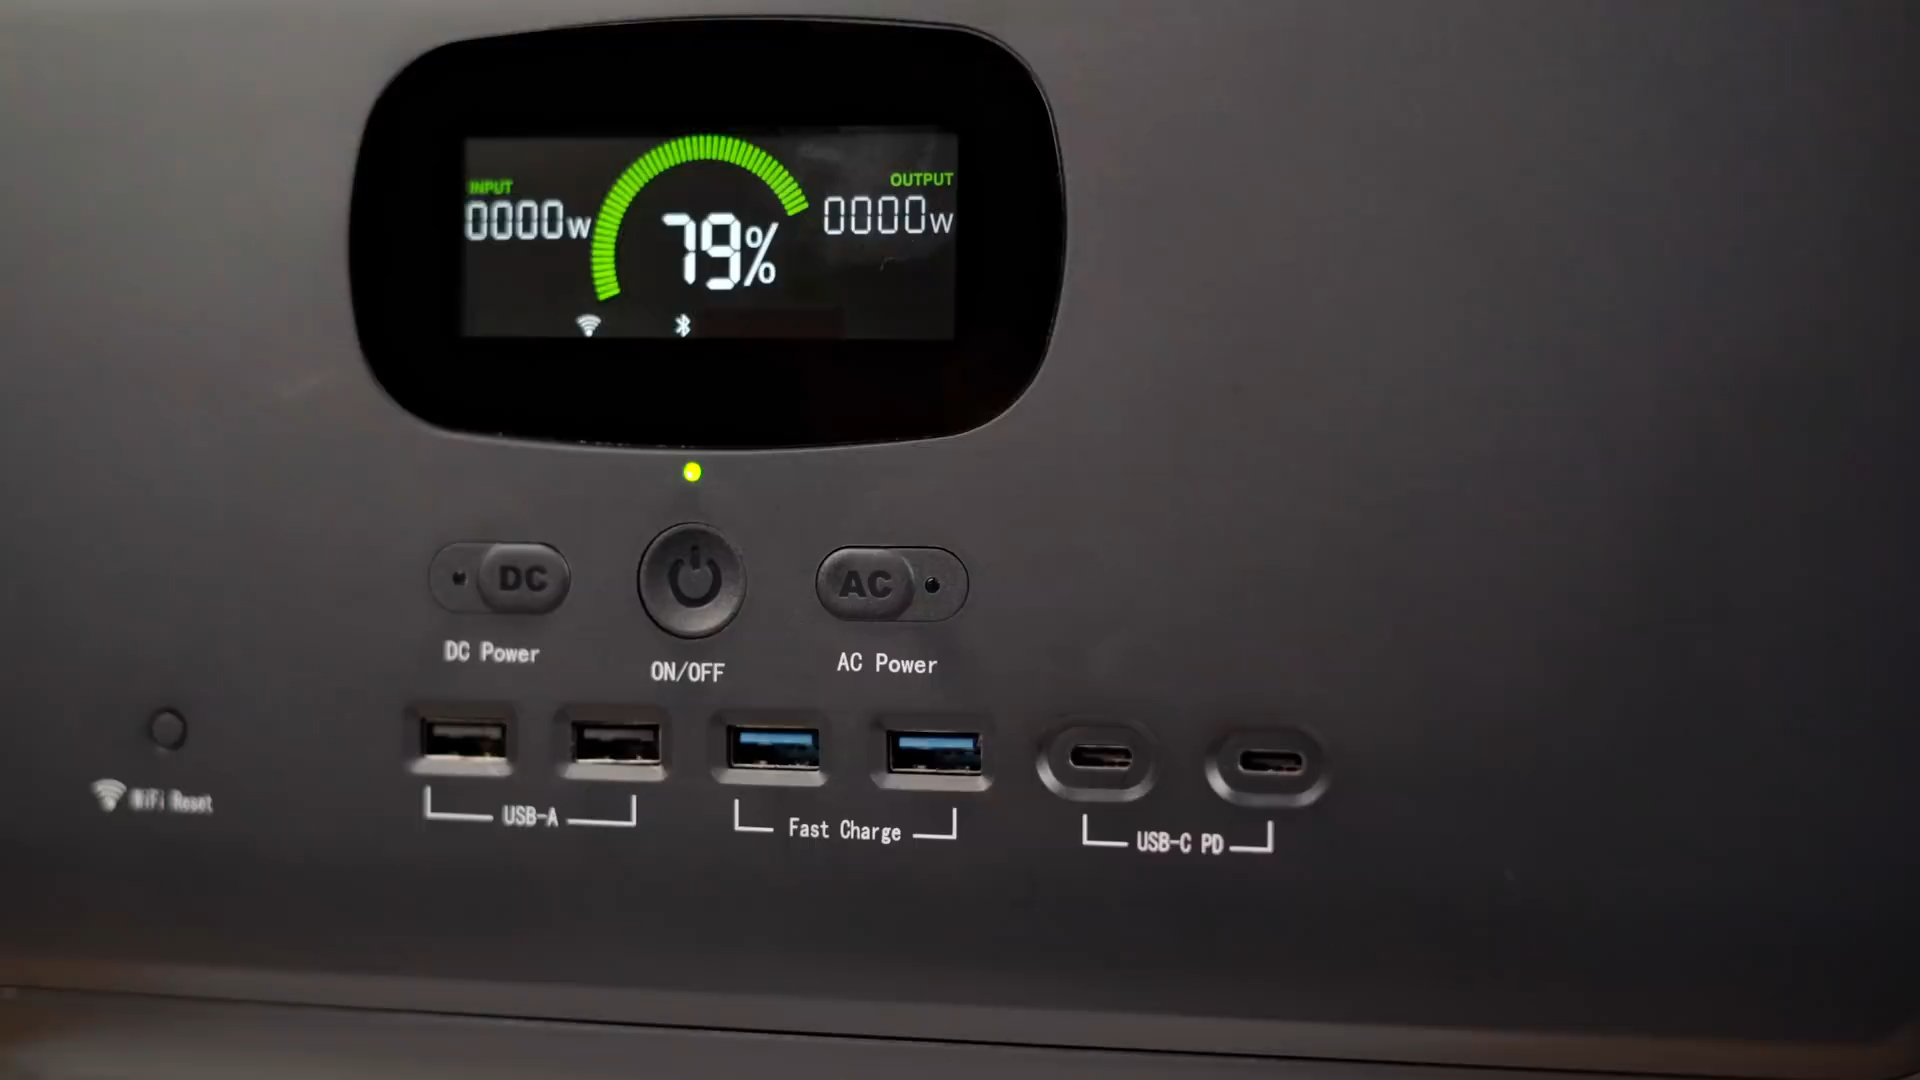 INPUT
0000W
79%
OUTPUT
0000W
DC
AC
DC Power
ON/OFF
AC Power
WiFi Reset
USB-A
Fast Charge
USB-C PD